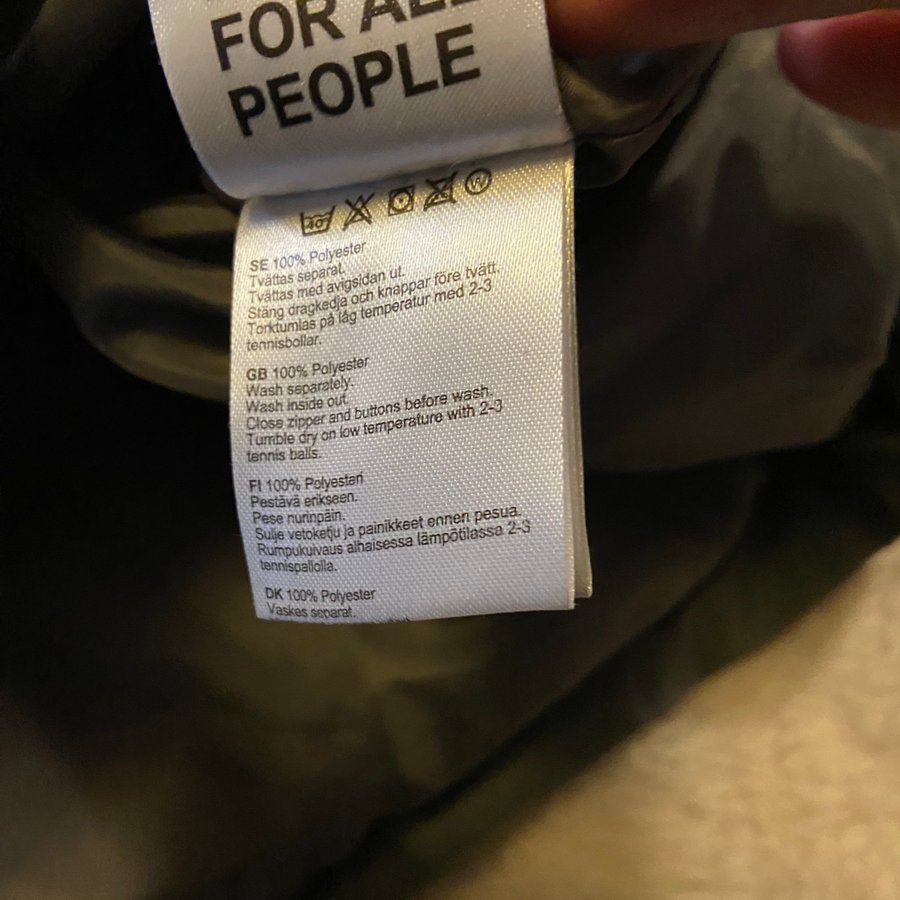 FOR ALL
PEOPLE
40
W
SE 100% Polyester
Tvättas separat.
Tvättas med avigsidan ut.
Stäng dragkedja och knappar före tvätt.
Torktumlas på låg temperatur med 2-3
tennisbollar.
GB 100% Polyester
Wash separately.
Wash inside out.
Close zipper and buttons before wash.
Tumble dry on low temperature with 2-3
tennis balls.
FI 100% Polyesteri
Pestävä erikseen.
Pese nurinpäin.
Sulje vetoketju ja painikkeet ennen pesua.
Rumpukuivaus alhaisessa lämpötilassa 2-3
tennispallolla.
DK 100% Polyester
Vaskes separat.